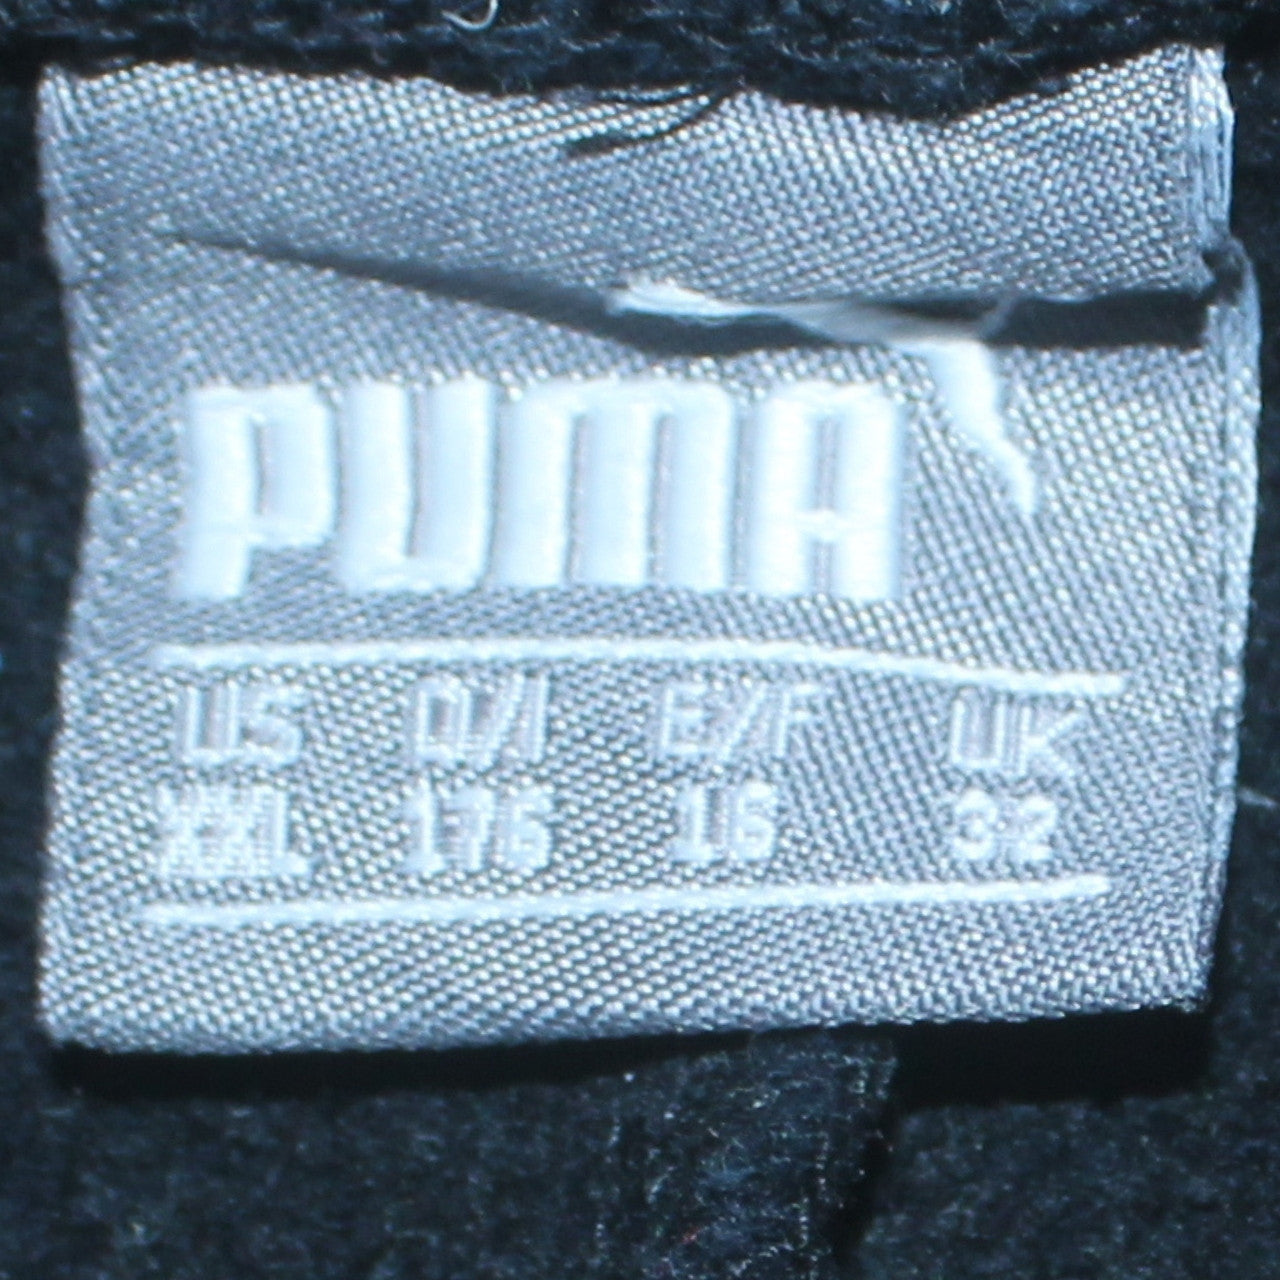 PUMA
US D/I E/F UK
XXL 176 16 32